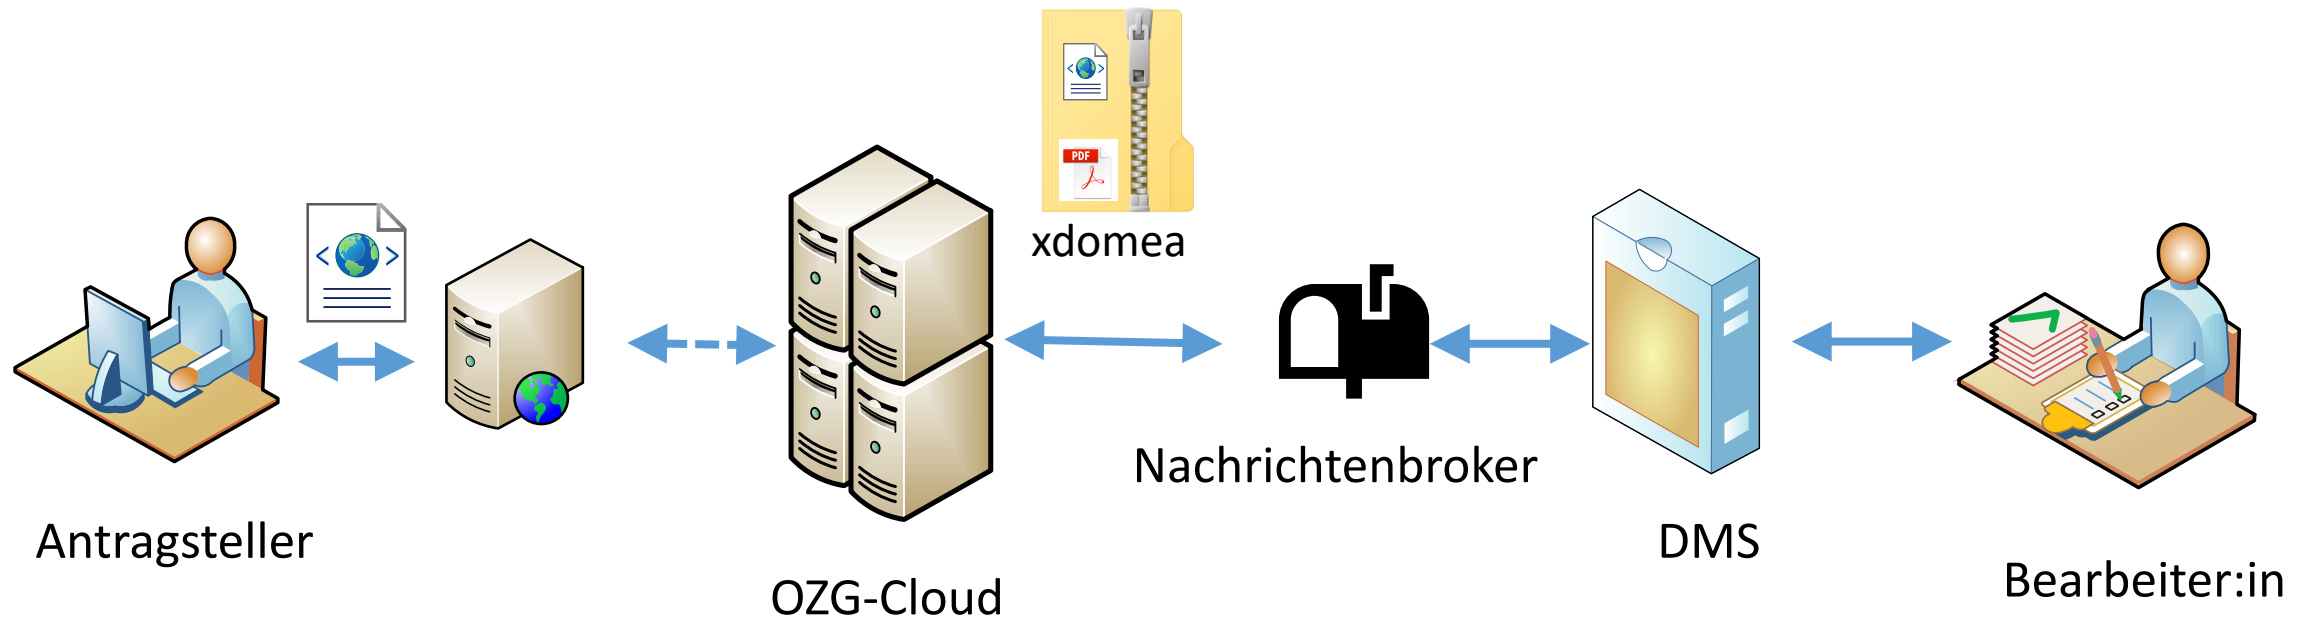 PDF
xdomea
Nachrichtenbroker
Antragsteller
DMS
OZG-Cloud
Bearbeiter:in